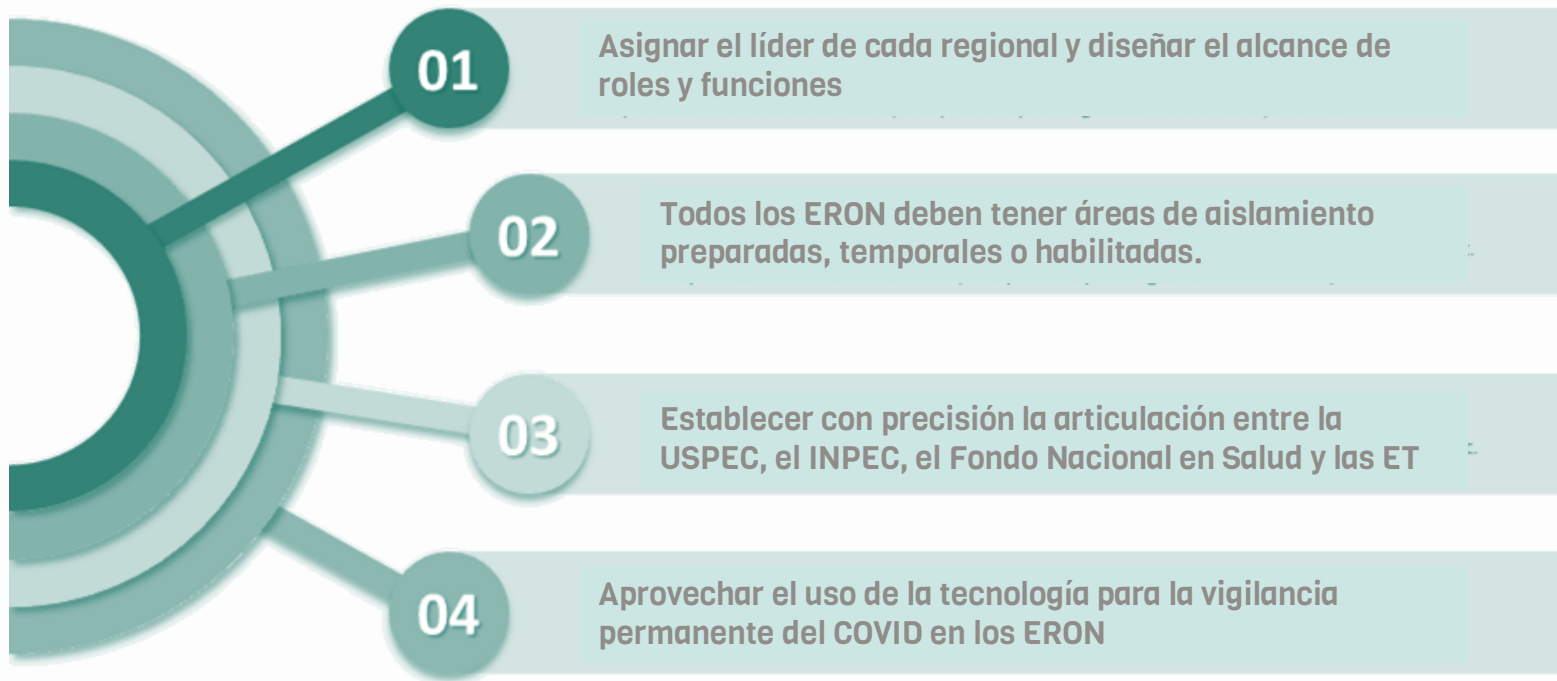 01
Asignar el líder de cada regional y diseñar el alcance de
roles y funciones
02
Todos los ERON deben tener áreas de aislamiento
preparadas, temporales o habilitadas.
03
Establecer con precisión la articulación entre la
USPEC, el INPEC, el Fondo Nacional en Salud y las ET
04
Aprovechar el uso de la tecnología para la vigilancia
permanente del COVID en los ERON